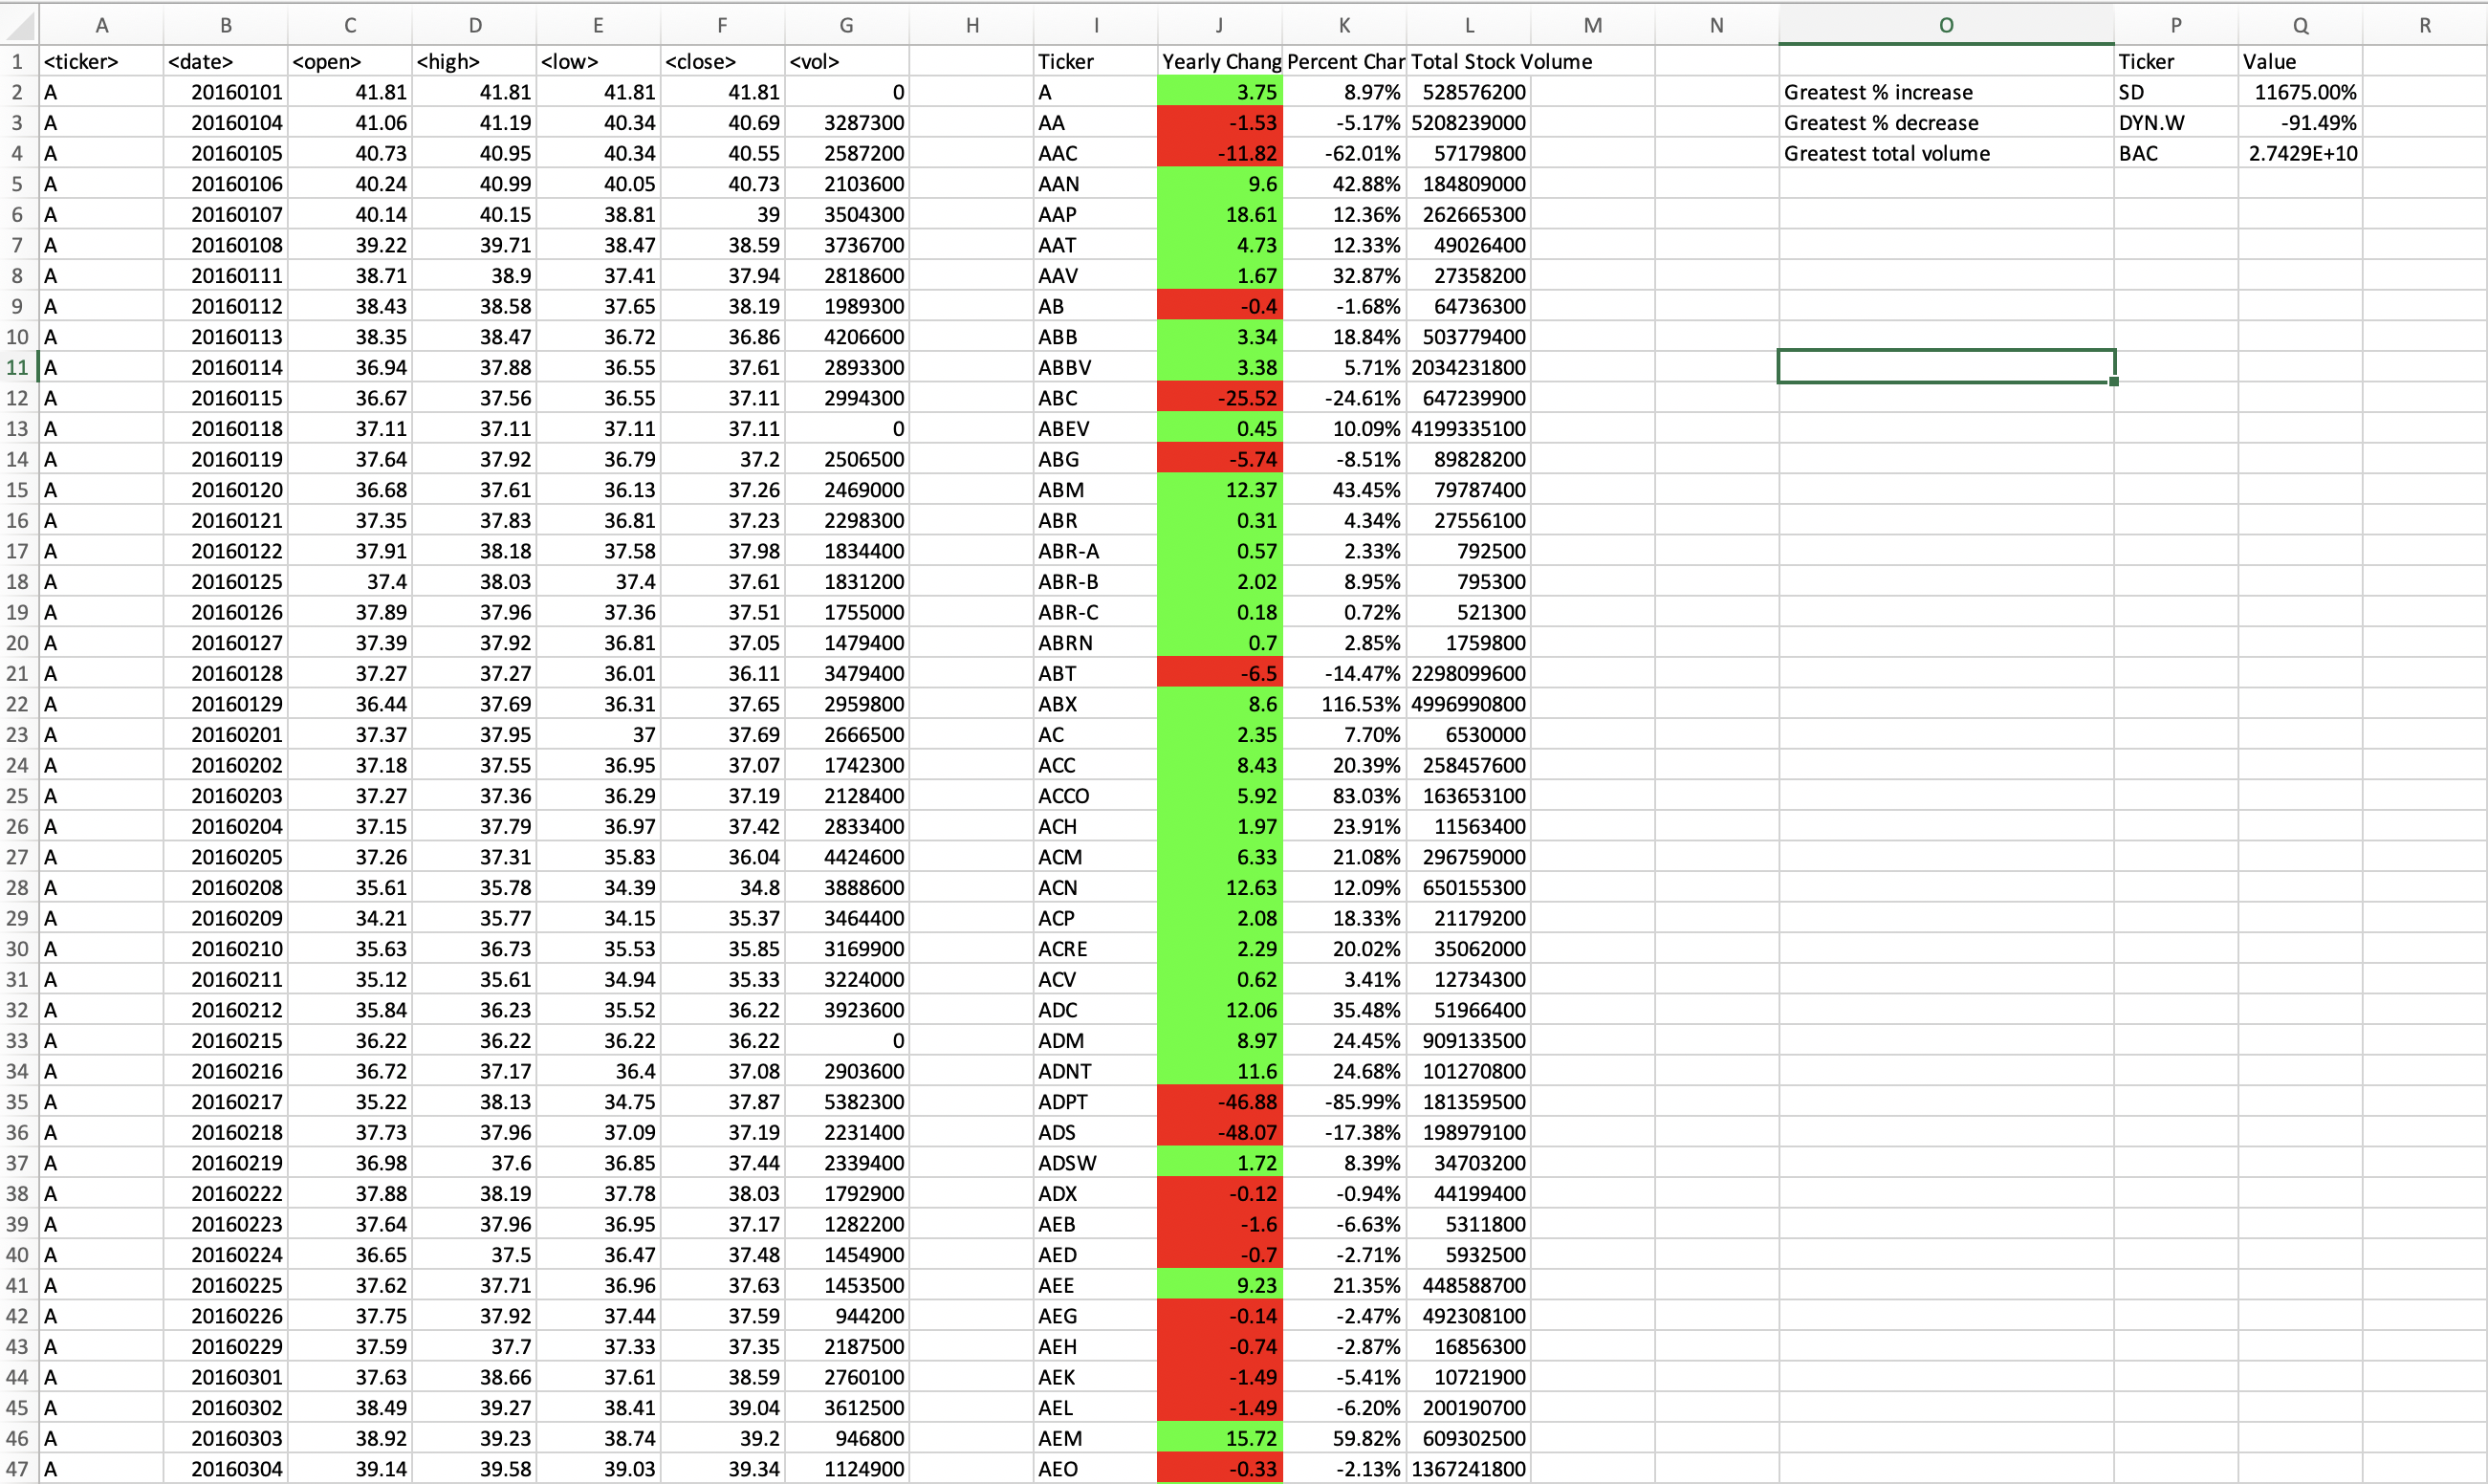 A B C D E F G H I J K L M N O P Q R
1 <ticker> <date> <open> <high> <low> <close> <vol> Ticker Yearly Chang Percent Char Total Stock Volume Ticker Value
2 A 20160101 41.81 41.81 41.81 41.81 0 A 3.75 8.97% 528576200 Greatest % increase SD 11675.00%
3 A 20160104 41.06 41.19 40.34 40.69 3287300 AA -1.53 -5.17% 5208239000 Greatest % decrease DYN.W -91.49%
4 A 20160105 40.73 40.95 40.34 40.55 2587200 AAC -11.82 -62.01% 57179800 Greatest total volume BAC 2.7429E+10
5 A 20160106 40.24 40.99 40.05 40.73 2103600 AAN 9.6 42.88% 184809000
6 A 20160107 40.14 40.15 38.81 39 3504300 AAP 18.61 12.36% 262665300
7 A 20160108 39.22 39.71 38.47 38.59 3736700 AAT 4.73 12.33% 49026400
8 A 20160111 38.71 38.9 37.41 37.94 2818600 AAV 1.67 32.87% 27358200
9 A 20160112 38.43 38.58 37.65 38.19 1989300 AB -0.4 -1.68% 64736300
10 A 20160113 38.35 38.47 36.72 36.86 4206600 ABB 3.34 18.84% 503779400
11 A 20160114 36.94 37.88 36.55 37.61 2893300 ABBV 3.38 5.71% 2034231800
12 A 20160115 36.67 37.56 36.55 37.11 2994300 ABC -25.52 -24.61% 647239900
13 A 20160118 37.11 37.11 37.11 37.11 0 ABEV 0.45 10.09% 4199335100
14 A 20160119 37.64 37.92 36.79 37.2 2506500 ABG -5.74 -8.51% 89828200
15 A 20160120 36.68 37.61 36.13 37.26 2469000 ABM 12.37 43.45% 79787400
16 A 20160121 37.35 37.83 36.81 37.23 2298300 ABR 0.31 4.34% 27556100
17 A 20160122 37.91 38.18 37.58 37.98 1834400 ABR-A 0.57 2.33% 792500
18 A 20160125 37.4 38.03 37.4 37.61 1831200 ABR-B 2.02 8.95% 795300
19 A 20160126 37.89 37.96 37.36 37.51 1755000 ABR-C 0.18 0.72% 521300
20 A 20160127 37.39 37.92 36.81 37.05 1479400 ABRN 0.7 2.85% 1759800
21 A 20160128 37.27 37.27 36.01 36.11 3479400 ABT -6.5 -14.47% 2298099600
22 A 20160129 36.44 37.69 36.31 37.65 2959800 ABX 8.6 116.53% 4996990800
23 A 20160201 37.37 37.95 37 37.69 2666500 AC 2.35 7.70% 6530000
24 A 20160202 37.18 37.55 36.95 37.07 1742300 ACC 8.43 20.39% 258457600
25 A 20160203 37.27 37.36 36.29 37.19 2128400 ACCO 5.92 83.03% 163653100
26 A 20160204 37.15 37.79 36.97 37.42 2833400 ACH 1.97 23.91% 11563400
27 A 20160205 37.26 37.31 35.83 36.04 4424600 ACM 6.33 21.08% 296759000
28 A 20160208 35.61 35.78 34.39 34.8 3888600 ACN 12.63 12.09% 650155300
29 A 20160209 34.21 35.77 34.15 35.37 3464400 ACP 2.08 18.33% 21179200
30 A 20160210 35.63 36.73 35.53 35.85 3169900 ACRE 2.29 20.02% 35062000
31 A 20160211 35.12 35.61 34.94 35.33 3224000 ACV 0.62 3.41% 12734300
32 A 20160212 35.84 36.23 35.52 36.22 3923600 ADC 12.06 35.48% 51966400
33 A 20160215 36.22 36.22 36.22 36.22 0 ADM 8.97 24.45% 909133500
34 A 20160216 36.72 37.17 36.4 37.08 2903600 ADNT 11.6 24.68% 101270800
35 A 20160217 35.22 38.13 34.75 37.87 5382300 ADPT -46.88 -85.99% 181359500
36 A 20160218 37.73 37.96 37.09 37.19 2231400 ADS -48.07 -17.38% 198979100
37 A 20160219 36.98 37.6 36.85 37.44 2339400 ADSW 1.72 8.39% 34703200
38 A 20160222 37.88 38.19 37.78 38.03 1792900 ADX -0.12 -0.94% 44199400
39 A 20160223 37.64 37.96 36.95 37.17 1282200 AEB -1.6 -6.63% 5311800
40 A 20160224 36.65 37.5 36.47 37.48 1454900 AED -0.7 -2.71% 5932500
41 A 20160225 37.62 37.71 36.96 37.63 1453500 AEE 9.23 21.35% 448588700
42 A 20160226 37.75 37.92 37.44 37.59 944200 AEG -0.14 -2.47% 492308100
43 A 20160229 37.59 37.7 37.33 37.35 2187500 AEH -0.74 -2.87% 16856300
44 A 20160301 37.63 38.66 37.61 38.59 2760100 AEK -1.49 -5.41% 10721900
45 A 20160302 38.49 39.27 38.41 39.04 3612500 AEL -1.49 -6.20% 200190700
46 A 20160303 38.92 39.23 38.74 39.2 946800 AEM 15.72 59.82% 609302500
47 A 20160304 39.14 39.58 39.03 39.34 1124900 AEO -0.33 -2.13% 1367241800